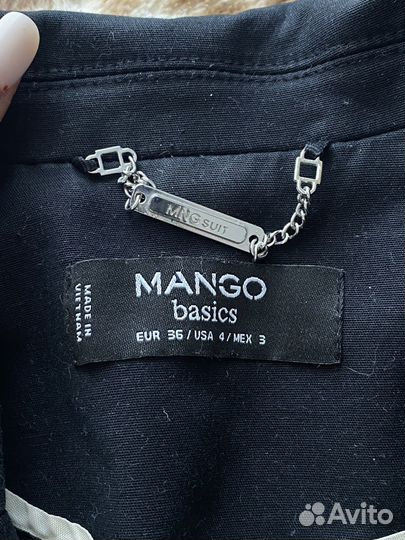 MNG SUIT
MANGO
basics
EUR 36 / USA 4 / MEX 3
MADE IN
VIETNAM
Avito